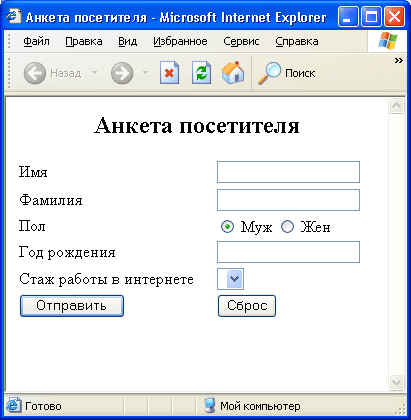 Анкета посетителя - Microsoft Internet Explorer
Файл Правка Вид Избранное Сервис Справка
Назад Поиск
Анкета посетителя
Имя
Фамилия
Пол Муж Жен
Год рождения
Стаж работы в интернете
Отправить Сброс
Готово Мой компьютер